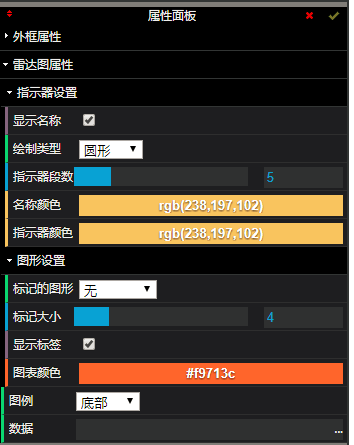 属性面板
外框属性
雷达图属性
指示器设置
显示名称
绘制类型 圆形
指示器段数 5
名称颜色 rgb(238,197,102)
指示器颜色 rgb(238,197,102)
图形设置
标记的图形 无
标记大小 4
显示标签
图表颜色 #f9713c
图例 底部
数据 ...